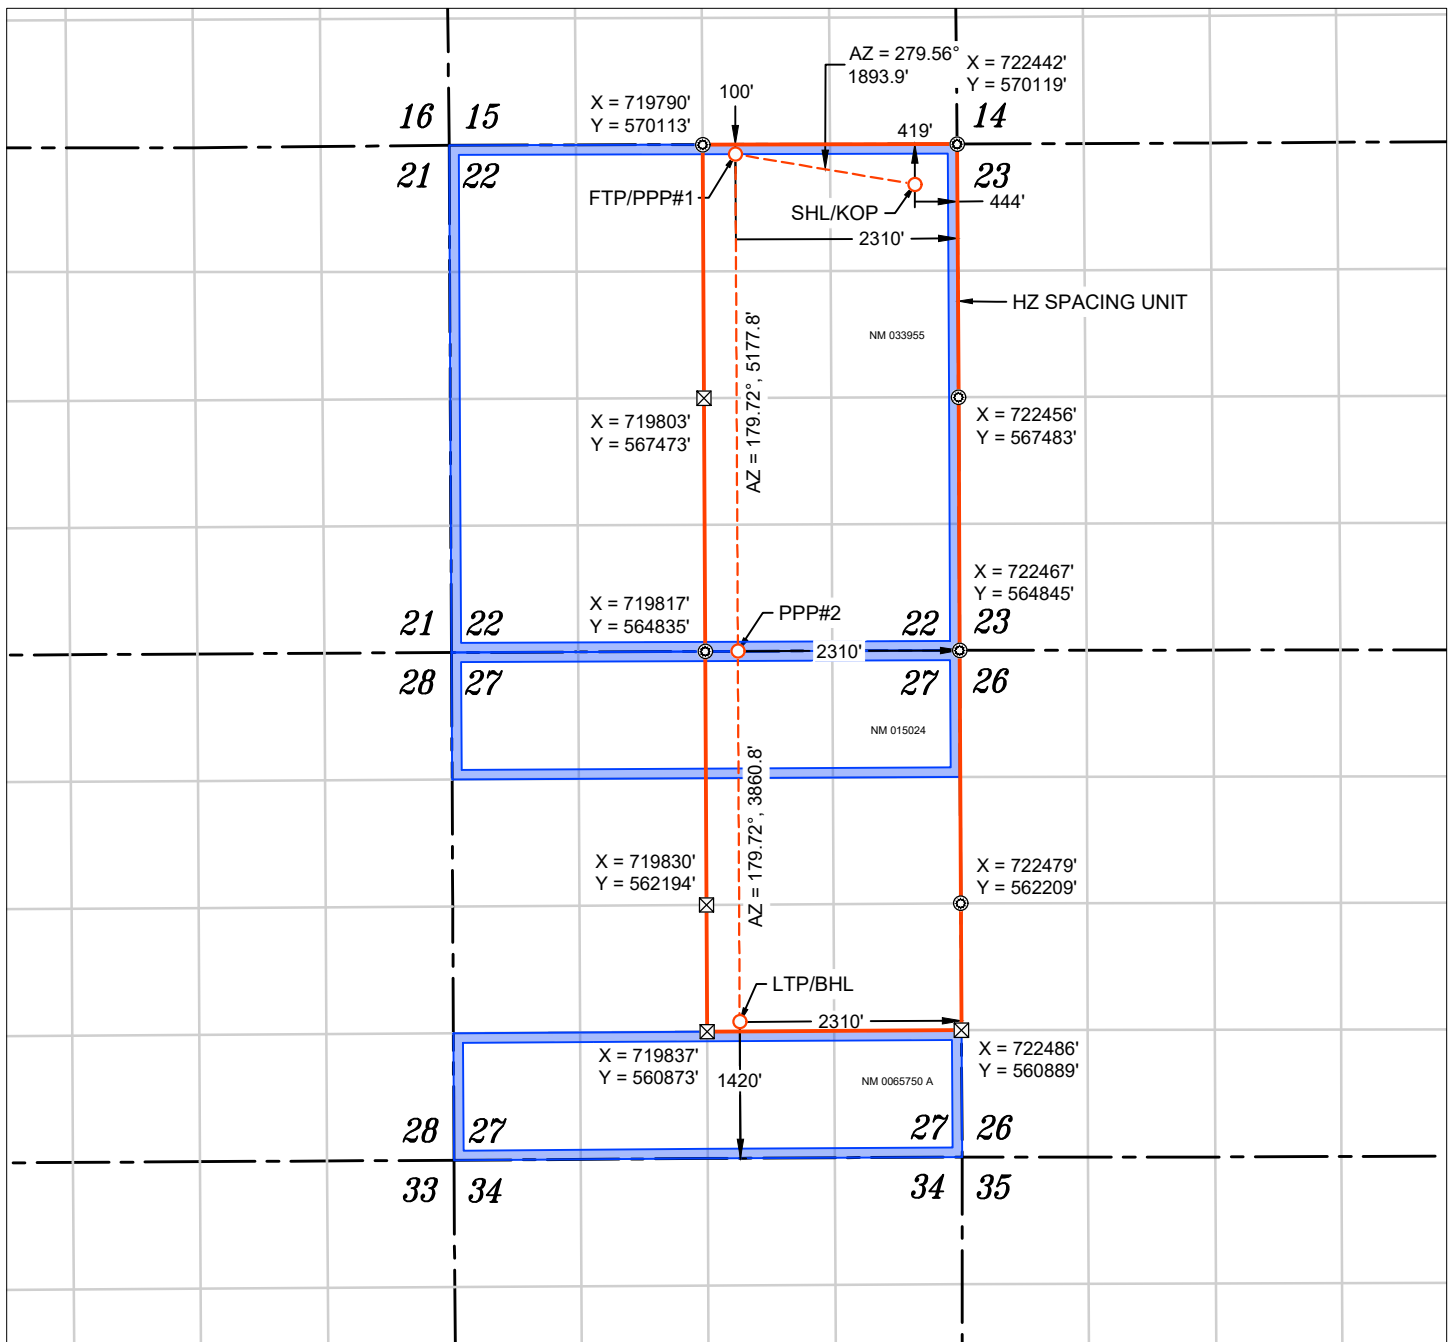 AZ = 279.56°
1893.9'
X = 722442'
Y = 570119'
100'
X = 719790'
Y = 570113'
16
15
419'
14
21
22
23
FTP/PPP#1
SHL/KOP
444'
2310'
HZ SPACING UNIT
NM 033955
AZ = 179.72°, 5177.8'
X = 719803'
Y = 567473'
X = 722456'
Y = 567483'
X = 722467'
Y = 564845'
X = 719817'
Y = 564835'
PPP#2
21
22
22
23
2310'
28
27
27
26
NM 015024
AZ = 179.72°, 3860.8'
X = 719830'
Y = 562194'
X = 722479'
Y = 562209'
LTP/BHL
2310'
X = 719837'
Y = 560873'
1420'
NM 0065750 A
X = 722486'
Y = 560889'
28
27
27
26
33
34
34
35